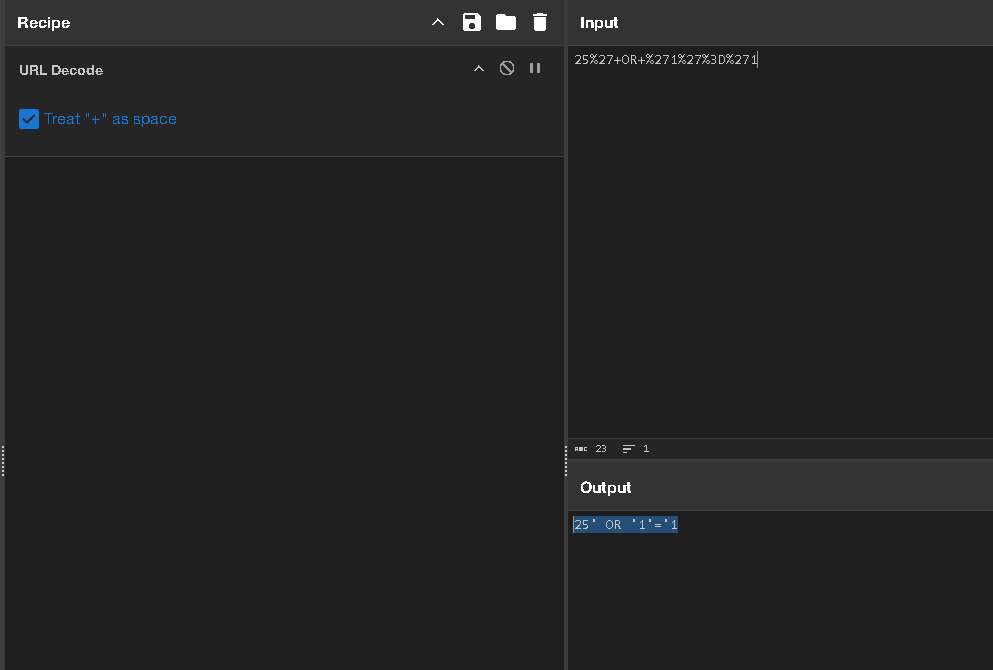 Recipe
URL Decode
Treat "+" as space
Input
25%27+OR+%271%27%3D%271
ABC 23 1
Output
25' OR '1'='1